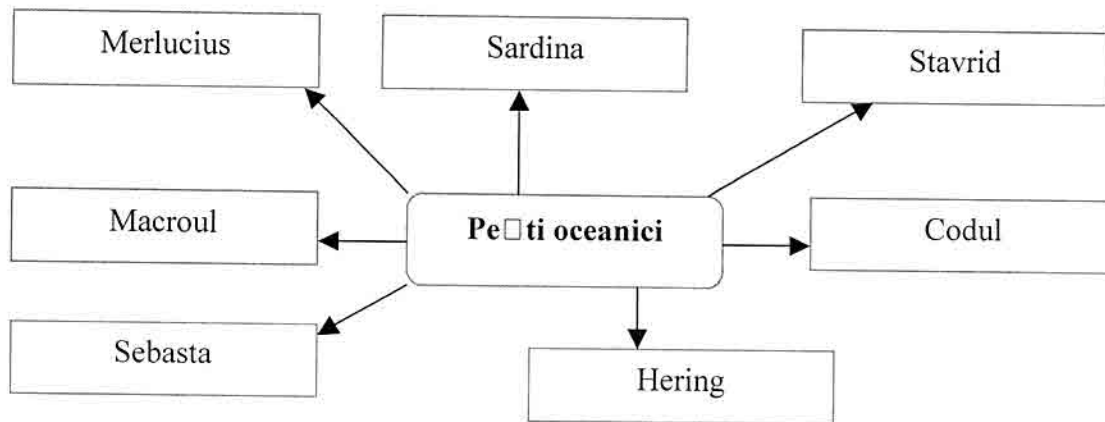 Merlucius
Sardina
Stavrid
Macroul
Pe□ti oceanici
Codul
Sebasta
Hering